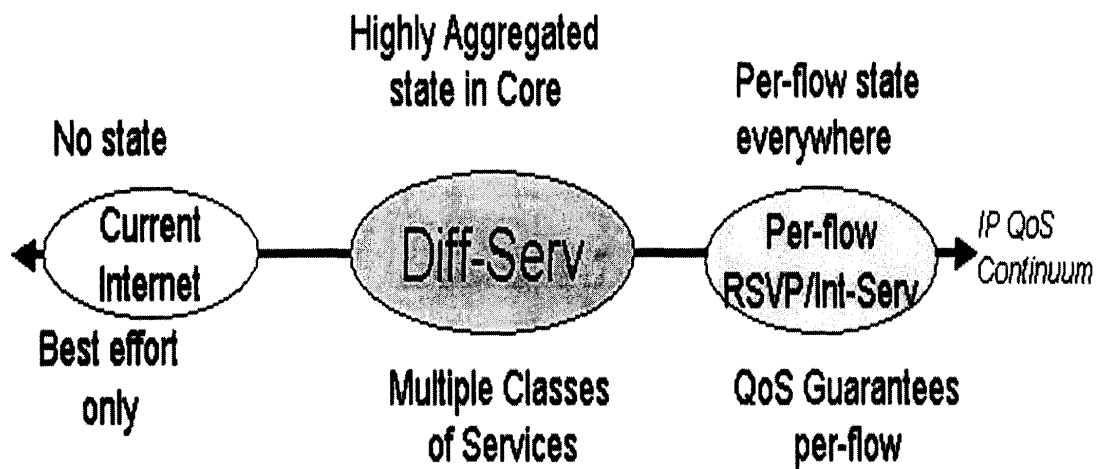 Highly Aggregated
state in Core
Per-flow state
everywhere
No state
Current
Internet
Diff-Serv
Per-flow
RSVP/Int-Serv
IP QoS
Continuum
Best effort
only
Multiple Classes
of Services
QoS Guarantees
per-flow